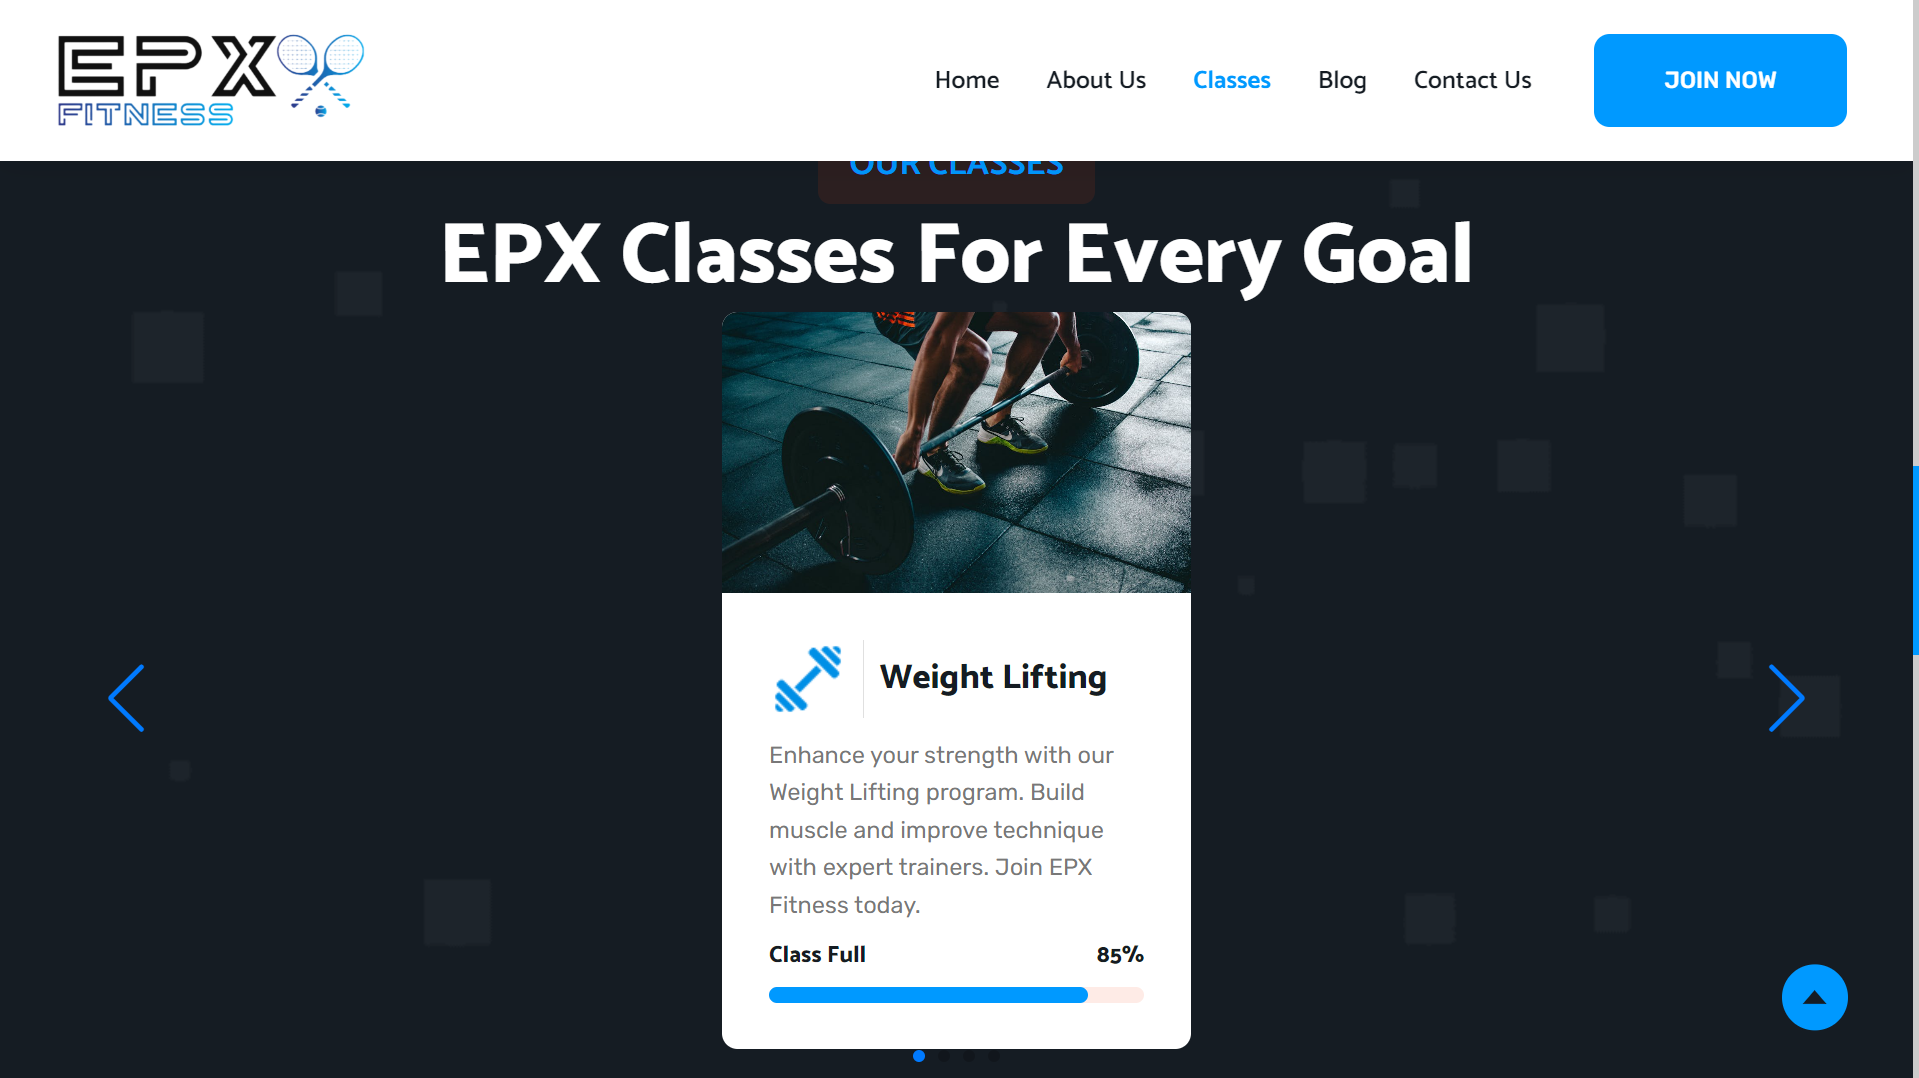 EPX
FITNESS
Home
About Us
Classes
Blog
Contact Us
JOIN NOW
OUR CLASSES
EPX Classes For Every Goal
Weight Lifting
Enhance your strength with our
Weight Lifting program. Build
muscle and improve technique
with expert trainers. Join EPX
Fitness today.
Class Full 85%